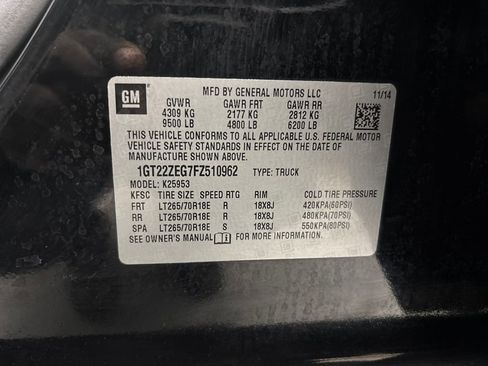 GM
MFD BY GENERAL MOTORS LLC 11/14
GVWR GAWR FRT GAWR RR
4309 KG 2177 KG 2812 KG
9500 LB 4800 LB 6200 LB
THIS VEHICLE CONFORMS TO ALL APPLICABLE U.S. FEDERAL MOTOR
VEHICLE SAFETY STANDARDS IN EFFECT ON THE DATE OF
MANUFACTURE SHOWN ABOVE.
1GT22ZEG7FZ510962 TYPE: TRUCK
MODEL: K25953
KFSC TIRE SIZE SPEED RTG RIM COLD TIRE PRESSURE
FRT LT265/70R18E R 18X8J 420KPA(60PSI)
RR LT265/70R18E R 18X8J 480KPA(70PSI)
SPA LT265/70R18E S 18X8J 550KPA(80PSI)
SEE OWNER'S MANUAL FOR MORE INFORMATION.